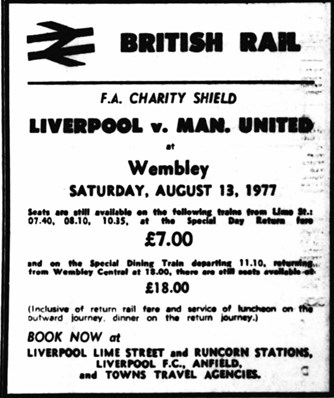 BRITISH RAIL
F.A. CHARITY SHIELD
LIVERPOOL v. MAN. UNITED
at
Wembley
SATURDAY, AUGUST 13, 1977
Seats are still available on the following trains from Lime St.:
07.40, 08.10, 10.35, at the Special Day Return fare
£7.00
and on the Special Dining Train departing 11.10, returning
from Wembley Central at 18.00, there are still seats available at
£18.00
(Inclusive of return rail fare and service of luncheon on the
outward journey, dinner on the return journey.)
BOOK NOW at
LIVERPOOL LIME STREET and RUNCORN STATIONS,
LIVERPOOL F.C., ANFIELD,
and TOWNS TRAVEL AGENCIES.